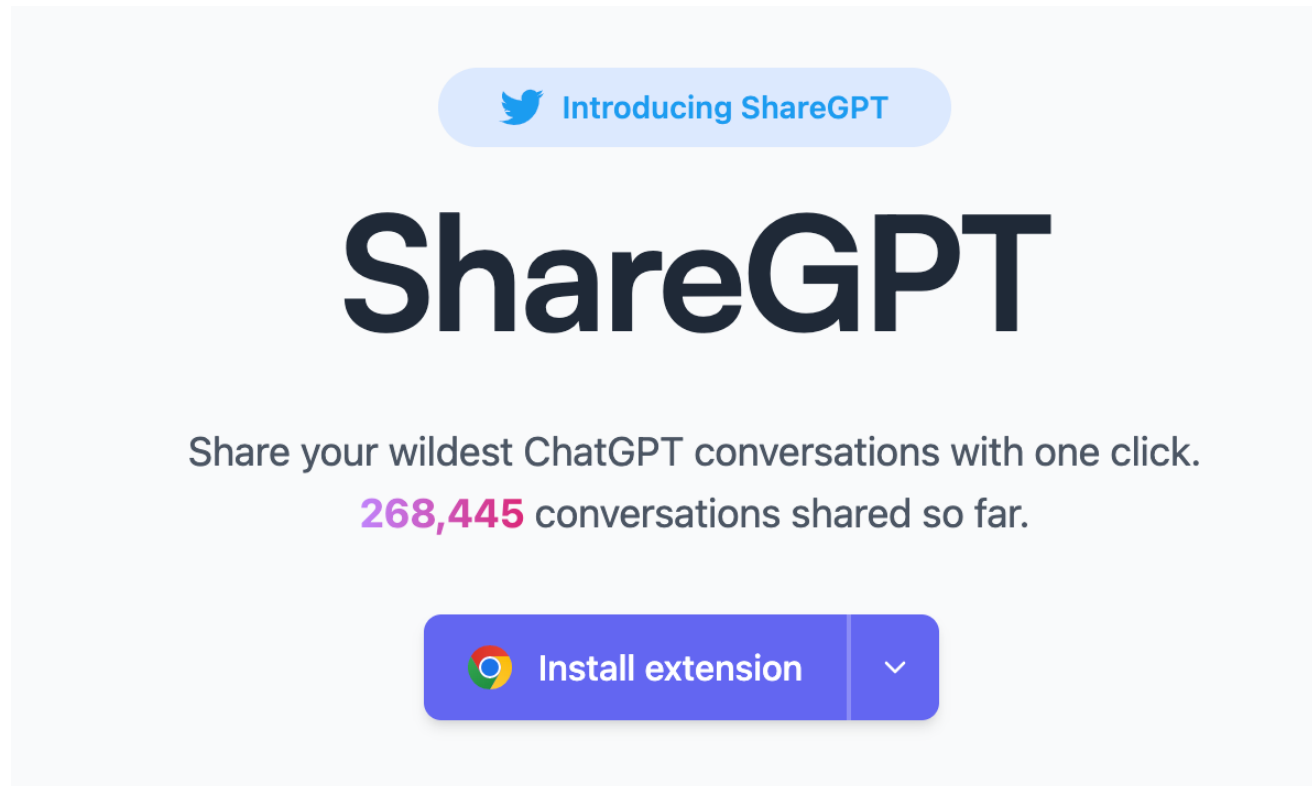 Introducing ShareGPT
ShareGPT
Share your wildest ChatGPT conversations with one click.
268,445 conversations shared so far.
Install extension